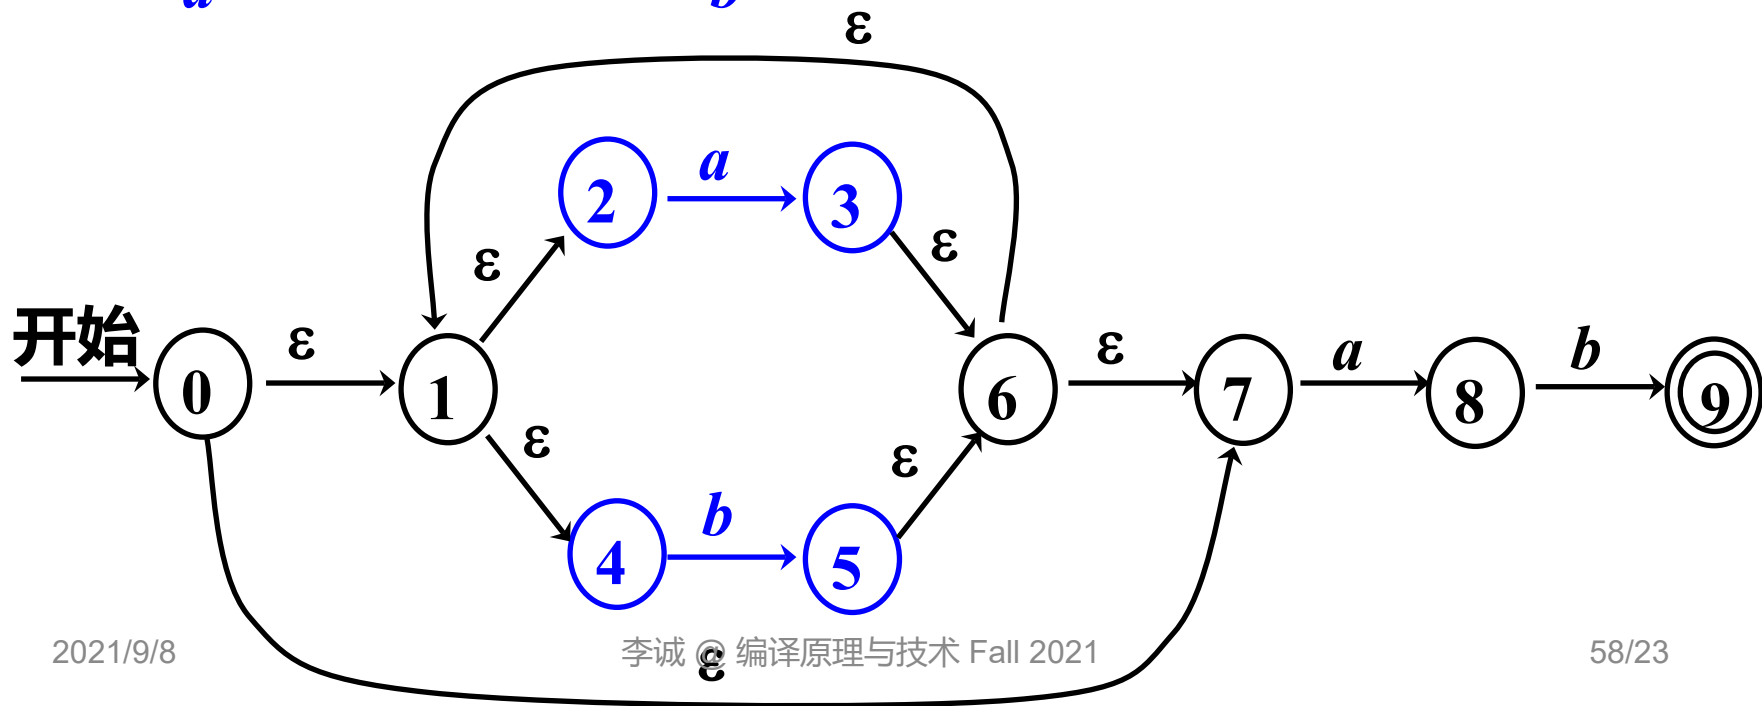 a b
ε
a
2 3
ε ε
开始 ε ε a b
0 1 6 7 8 9
ε ε
b
4 5
2021/9/8 李诚 @ 编译原理与技术 Fall 2021 58/23
ε